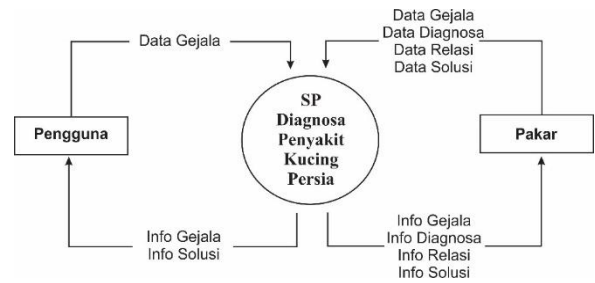 Data Gejala
Data Gejala
Data Diagnosa
Data Relasi
Data Solusi
SP
Diagnosa
Penyakit
Kucing
Persia
Pengguna
Pakar
Info Gejala
Info Solusi
Info Gejala
Info Diagnosa
Info Relasi
Info Solusi